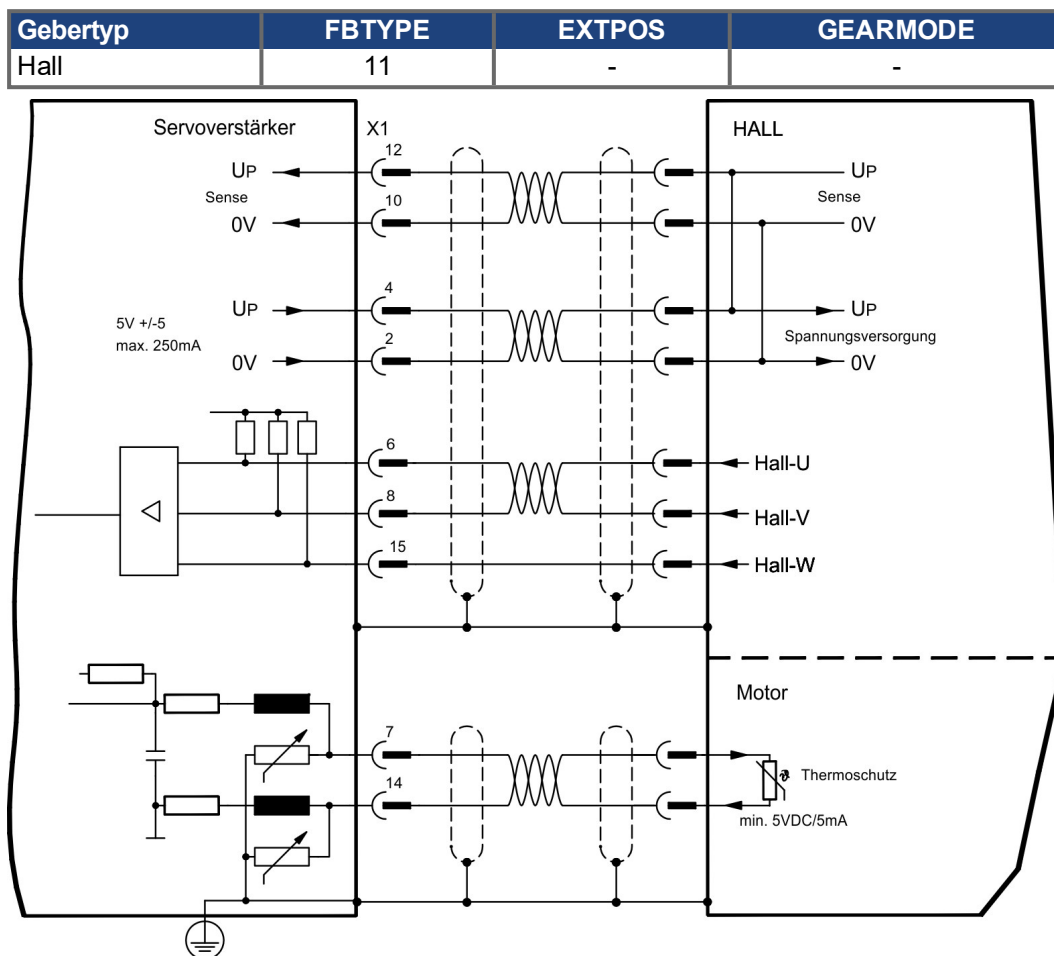 Gebertyp FBTYPE EXTPOS GEARMODE
Hall 11 - -
Servoverstärker X1 HALL
12
UP UP
Sense Sense
10
0V 0V
4
UP UP
5V +/-5
max. 250mA
Spannungsversorgung
2
0V 0V
6
Hall-U
8
Hall-V
15
Hall-W
Motor
7
ϑ Thermoschutz
14
min. 5VDC/5mA